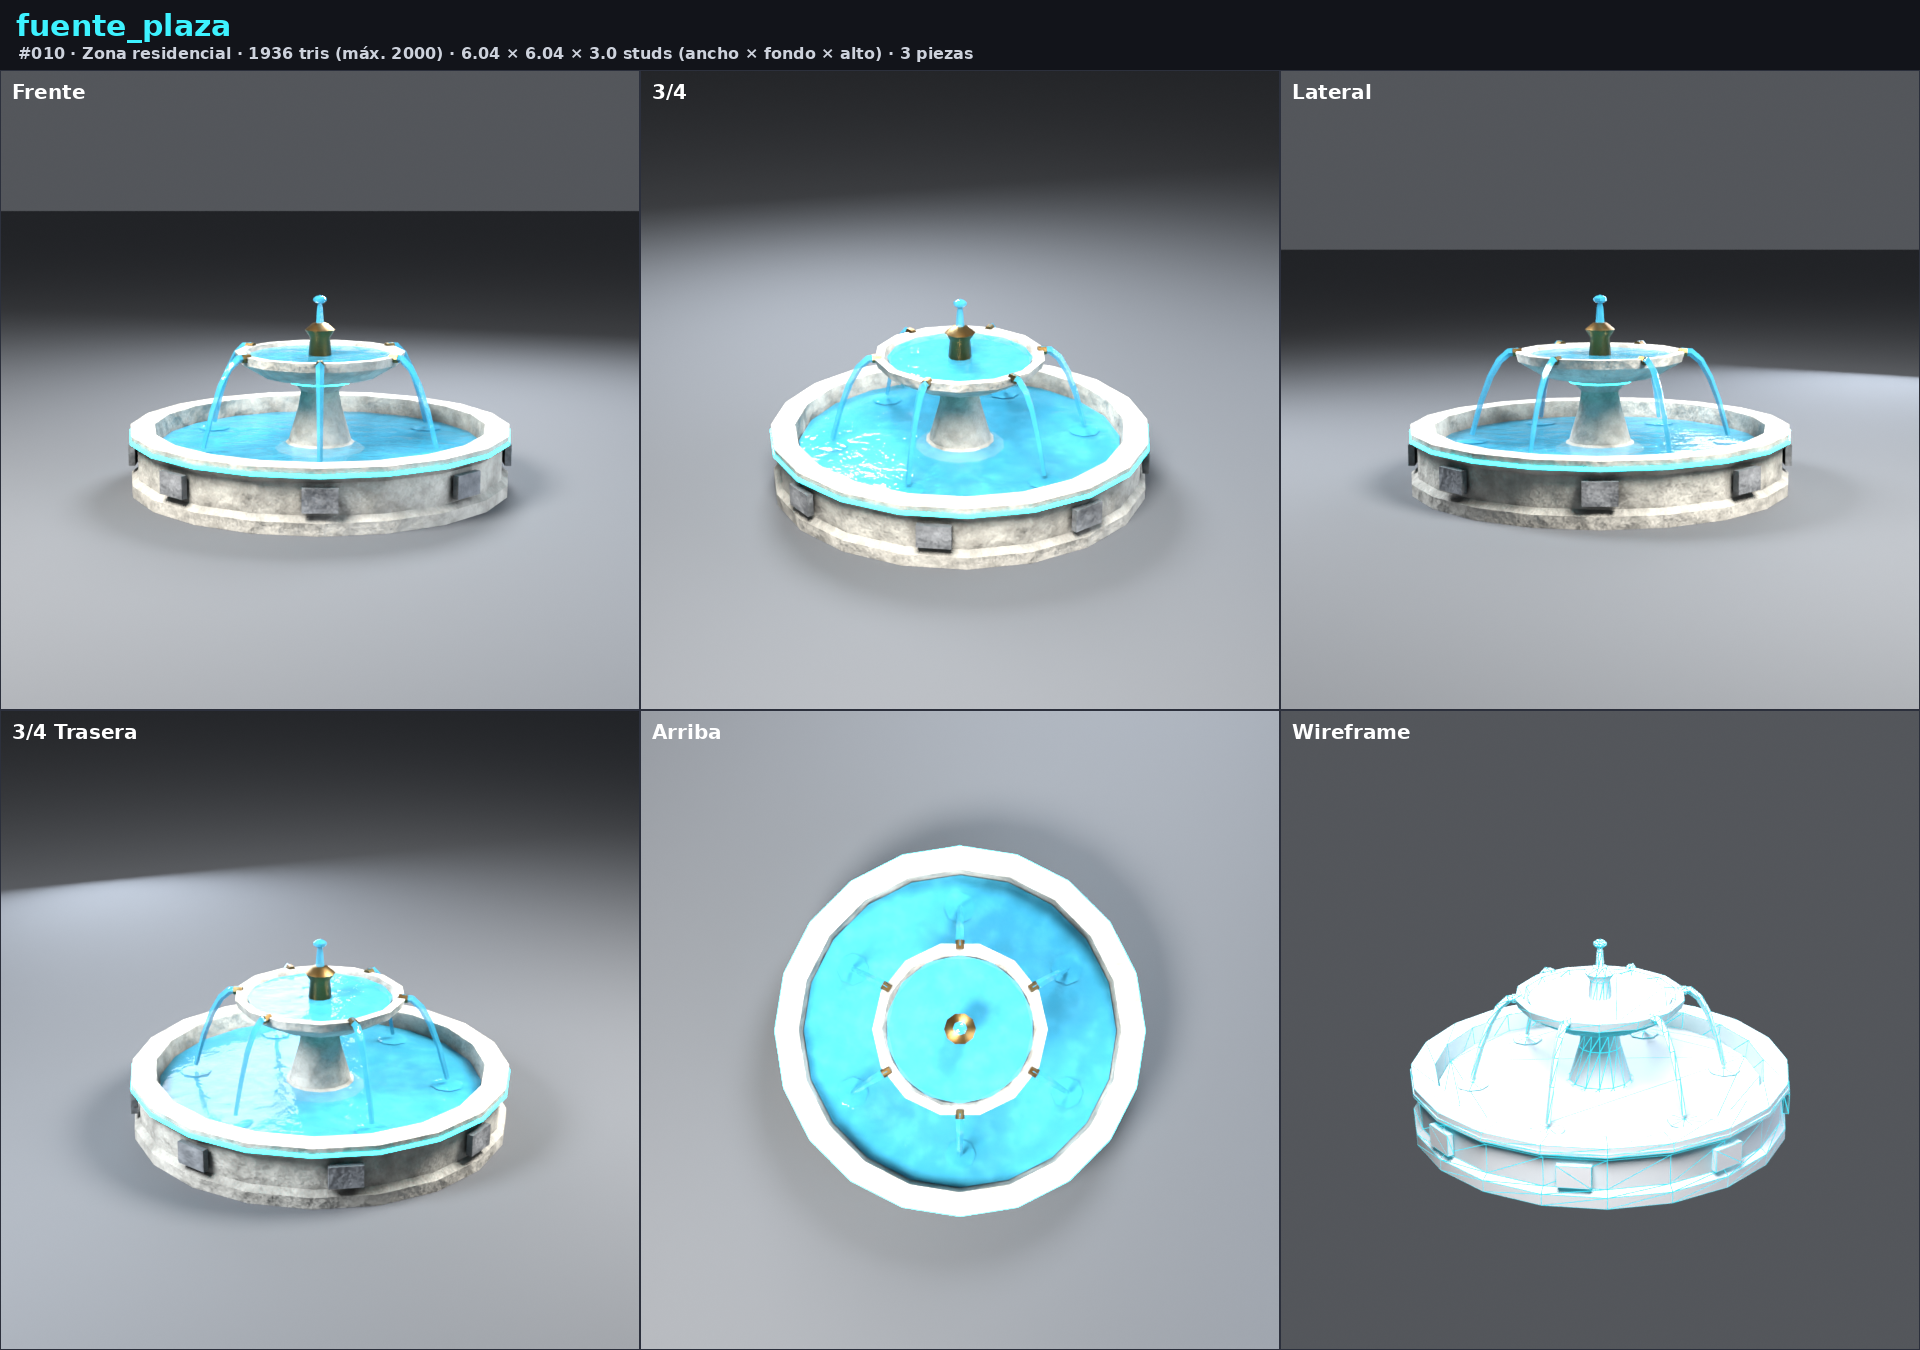 fuente_plaza
#010 · Zona residencial · 1936 tris (máx. 2000) · 6.04 × 6.04 × 3.0 studs (ancho × fondo × alto) · 3 piezas
Frente
3/4
Lateral
3/4 Trasera
Arriba
Wireframe